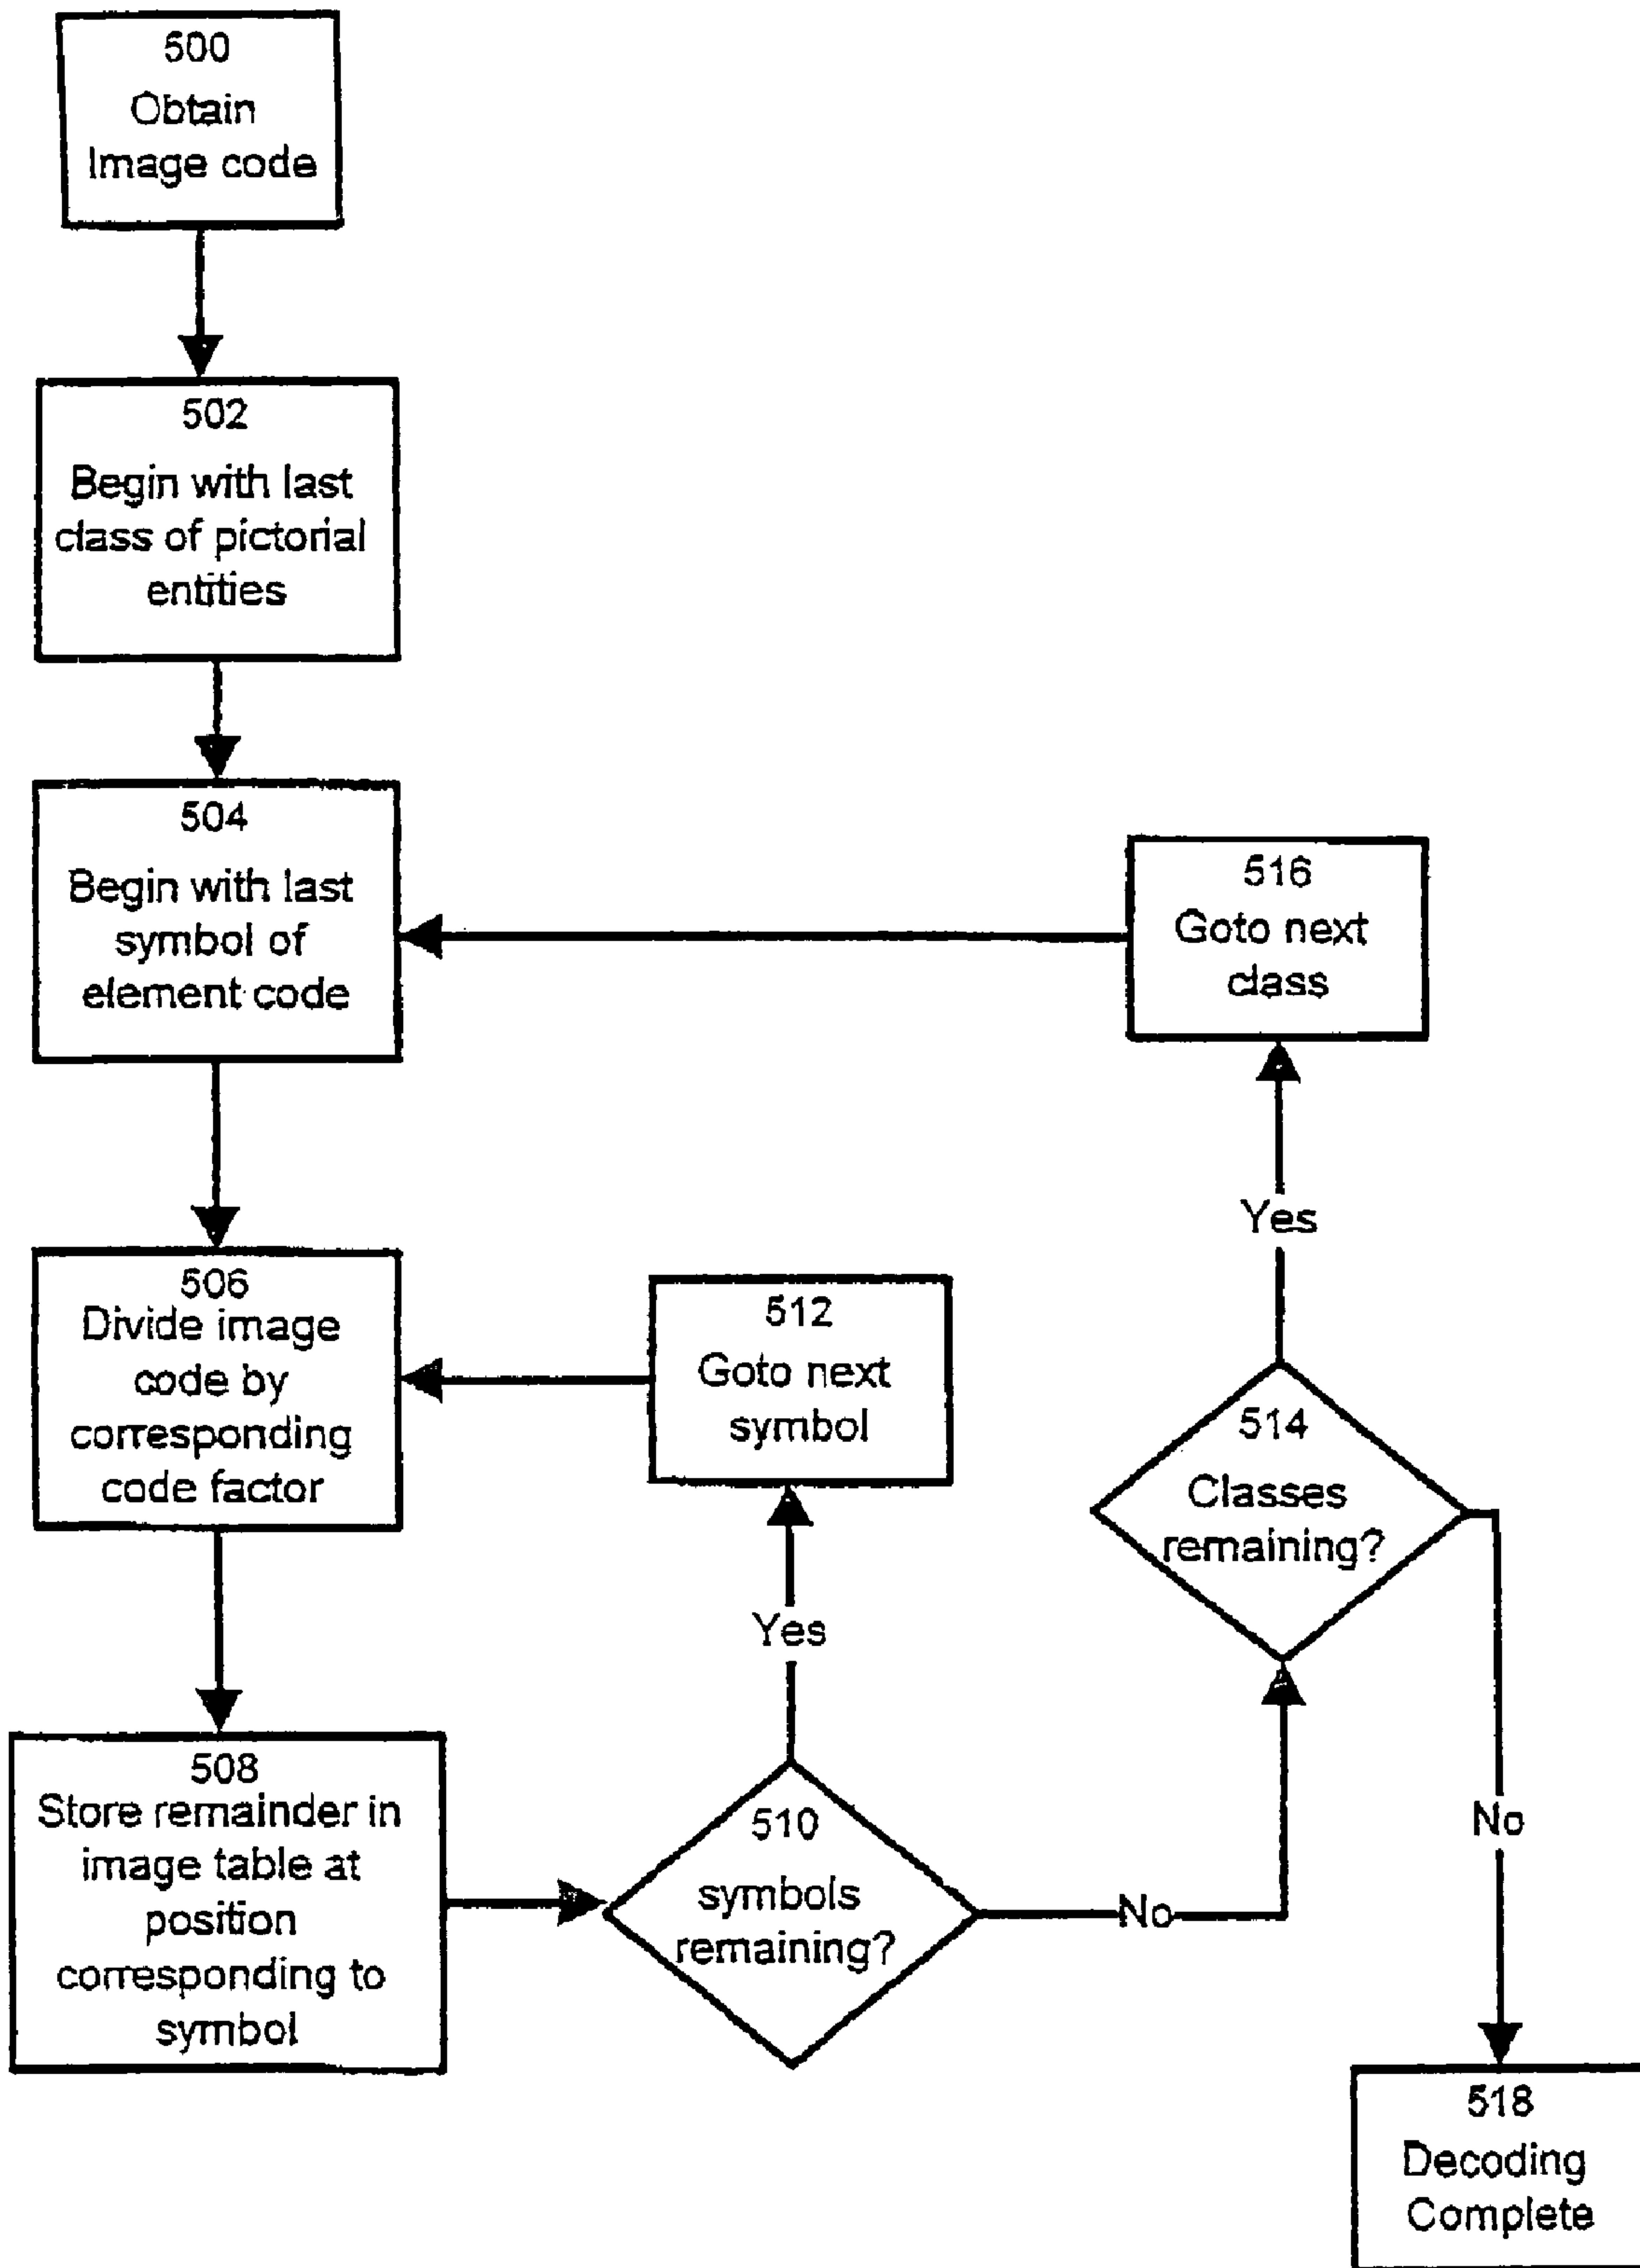 500
Obtain
Image code
502
Begin with last
class of pictorial
entities
504
Begin with last
symbol of
element code
516
Goto next
class
Yes
506
Divide image
code by
corresponding
code factor
512
Goto next
symbol
514
Classes
remaining?
Yes
508
Store remainder in
image table at
position
corresponding to
symbol
510
symbols
remaining?
No
No
518
Decoding
Complete